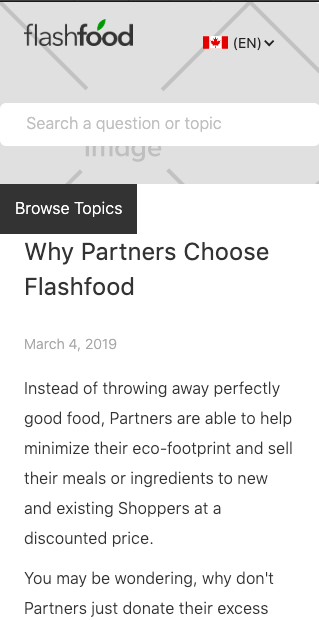 flashfood
(EN)
Search a question or topic
image
Browse Topics
Why Partners Choose
Flashfood
March 4, 2019
Instead of throwing away perfectly
good food, Partners are able to help
minimize their eco-footprint and sell
their meals or ingredients to new
and existing Shoppers at a
discounted price.
You may be wondering, why don't
Partners just donate their excess